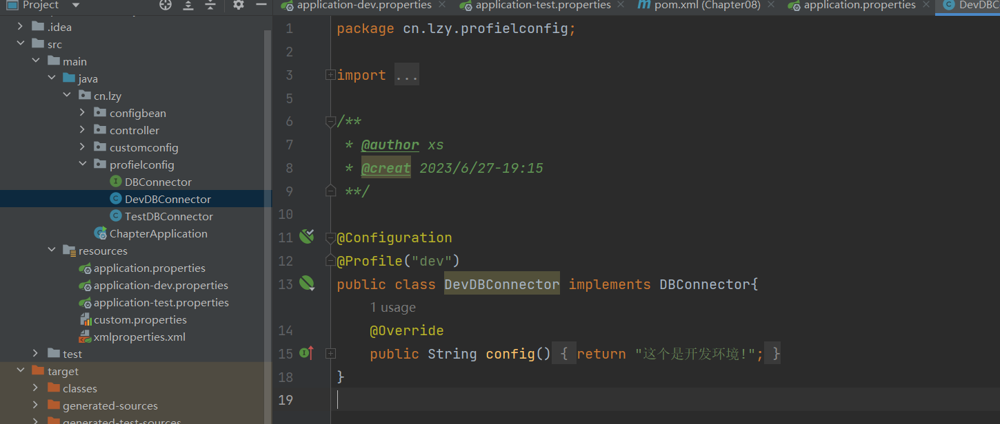 Project
application-dev.properties
application-test.properties
pom.xml (Chapter08)
application.properties
DevDBC
.idea
src
main
java
cn.lzy
configbean
controller
customconfig
profielconfig
DBConnector
DevDBConnector
TestDBConnector
ChapterApplication
resources
application.properties
application-dev.properties
application-test.properties
custom.properties
xmlproperties.xml
test
target
classes
generated-sources
generated-test-sources
1 package cn.lzy.profielconfig;
2
3 import ...
5
6 /**
7 * @author xs
8 * @creat 2023/6/27-19:15
9 **/
10
11 @Configuration
12 @Profile("dev")
13 public class DevDBConnector implements DBConnector{
1 usage
14 @Override
15 public String config() { return "这个是开发环境!"; }
18 }
19